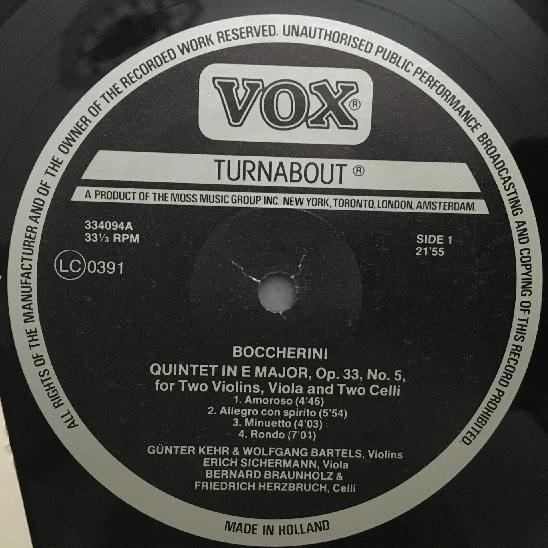 ALL RIGHTS OF THE MANUFACTURER AND OF THE OWNER OF THE RECORDED WORK RESERVED. UNAUTHORISED PUBLIC PERFORMANCE BROADCASTING AND COPYING OF THIS RECORD PROHIBITED.
VOX®
TURNABOUT ®
A PRODUCT OF THE MOSS MUSIC GROUP INC. NEW YORK, TORONTO, LONDON, AMSTERDAM.
334094A
33⅓ RPM
SIDE 1
21'55
LC 0391
BOCCHERINI
QUINTET IN E MAJOR, Op. 33, No. 5,
for Two Violins, Viola and Two Celli
1. Amoroso (4'46)
2. Allegro con spirito (5'54)
3. Minuetto (4'03)
4. Rondo (7'01)
GÜNTER KEHR & WOLFGANG BARTELS, Violins
ERICH SICHERMANN, Viola
BERNARD BRAUNHOLZ &
FRIEDRICH HERZBRUCH, Celli
MADE IN HOLLAND